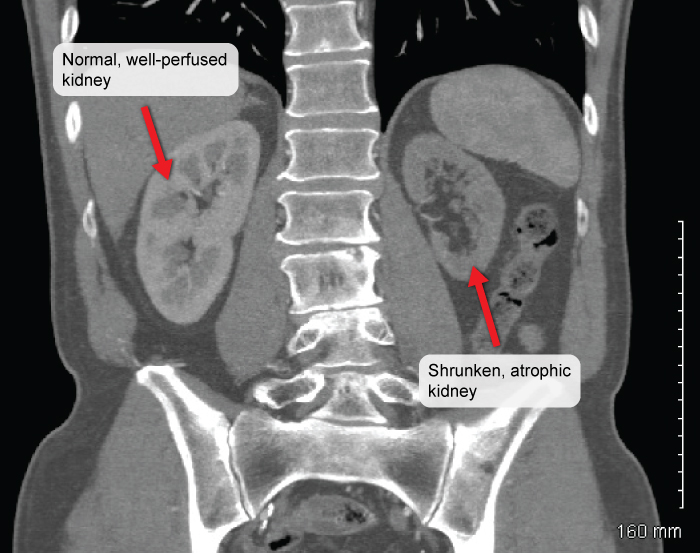 Normal, well-perfused
kidney
Shrunken, atrophic
kidney
160 mm